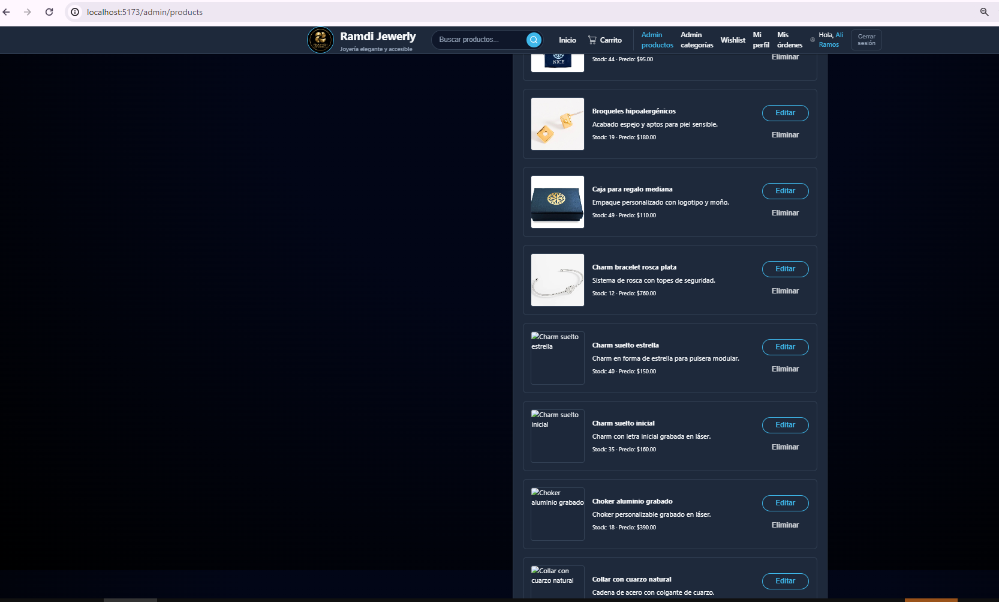 localhost:5173/admin/products
RAMDI
Ramdi Jewerly
Joyería elegante y accesible
Buscar productos...
Inicio
Carrito
Admin
productos
Admin
categorías
Wishlist
Mi
perfil
Mis
órdenes
Hola, Ali
Ramos
Cerrar
sesión
NICE
Stock: 44 - Precio: $95.00
Eliminar
Broqueles hipoalergénicos
Acabado espejo y aptos para piel sensible.
Stock: 19 - Precio: $180.00
Editar
Eliminar
Caja para regalo mediana
Empaque personalizado con logotipo y moño.
Stock: 49 - Precio: $110.00
Editar
Eliminar
Charm bracelet rosca plata
Sistema de rosca con topes de seguridad.
Stock: 12 - Precio: $760.00
Editar
Eliminar
Charm suelto
estrella
Charm suelto estrella
Charm en forma de estrella para pulsera modular.
Stock: 40 - Precio: $150.00
Editar
Eliminar
Charm suelto
inicial
Charm suelto inicial
Charm con letra inicial grabada en láser.
Stock: 35 - Precio: $160.00
Editar
Eliminar
Choker
aluminio grabado
Choker aluminio grabado
Choker personalizable grabado en láser.
Stock: 18 - Precio: $390.00
Editar
Eliminar
Collar con
cuarzo natural
Collar con cuarzo natural
Cadena de acero con colgante de cuarzo.
Editar